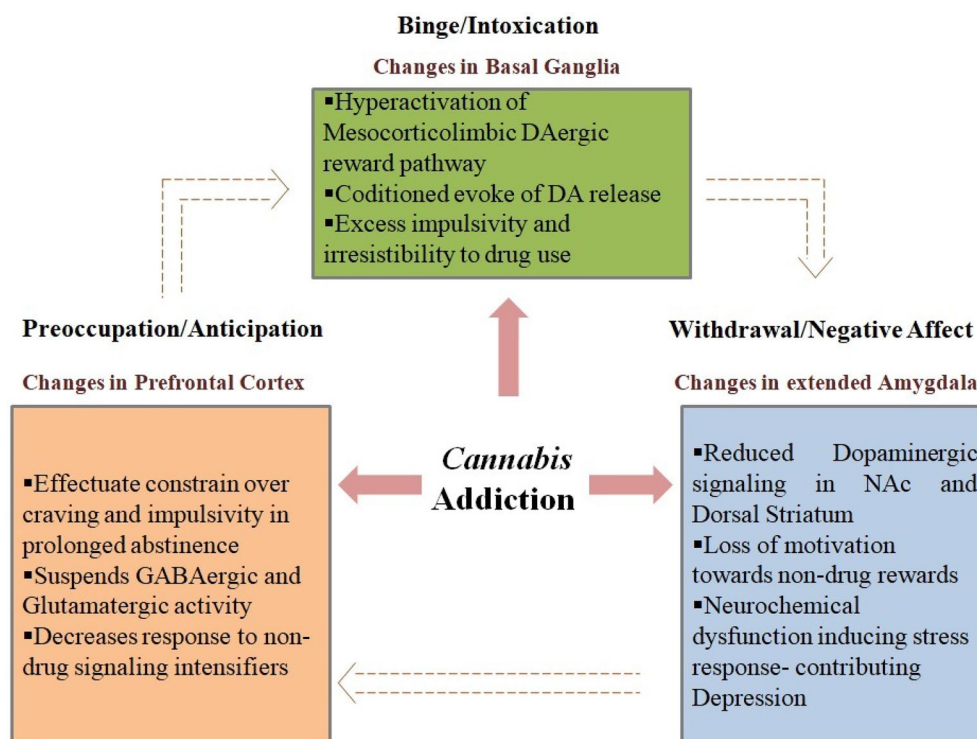 Binge/Intoxication
Changes in Basal Ganglia
▪Hyperactivation of
Mesocorticolimbic DAergic
reward pathway
▪Coditioned evoke of DA release
▪Excess impulsivity and
irresistibility to drug use
Preoccupation/Anticipation
Changes in Prefrontal Cortex
▪Effectuate constrain over
craving and impulsivity in
prolonged abstinence
▪Suspends GABAergic and
Glutamatergic activity
▪Decreases response to non-
drug signaling intensifiers
Cannabis
Addiction
Withdrawal/Negative Affect
Changes in extended Amygdala
▪Reduced Dopaminergic
signaling in NAc and
Dorsal Striatum
▪Loss of motivation
towards non-drug rewards
▪Neurochemical
dysfunction inducing stress
response- contributing
Depression